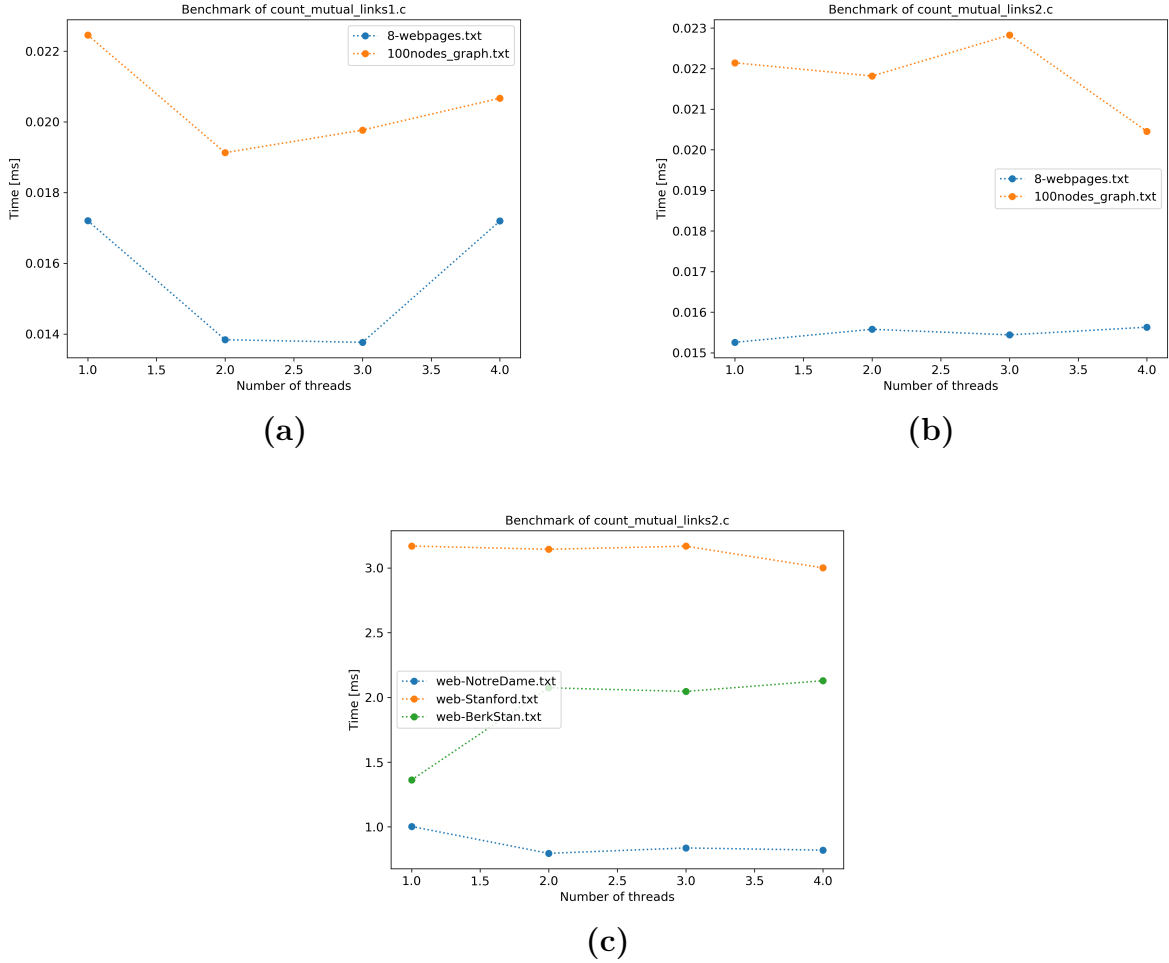 Benchmark of count_mutual_links1.c
8-webpages.txt
100nodes_graph.txt
Time [ms]
0.022
0.020
0.018
0.016
0.014
1.0 1.5 2.0 2.5 3.0 3.5 4.0
Number of threads
(a)
Benchmark of count_mutual_links2.c
8-webpages.txt
100nodes_graph.txt
Time [ms]
0.023
0.022
0.021
0.020
0.019
0.018
0.017
0.016
0.015
1.0 1.5 2.0 2.5 3.0 3.5 4.0
Number of threads
(b)
Benchmark of count_mutual_links2.c
web-NotreDame.txt
web-Stanford.txt
web-BerkStan.txt
Time [ms]
3.0
2.5
2.0
1.5
1.0
1.0 1.5 2.0 2.5 3.0 3.5 4.0
Number of threads
(c)